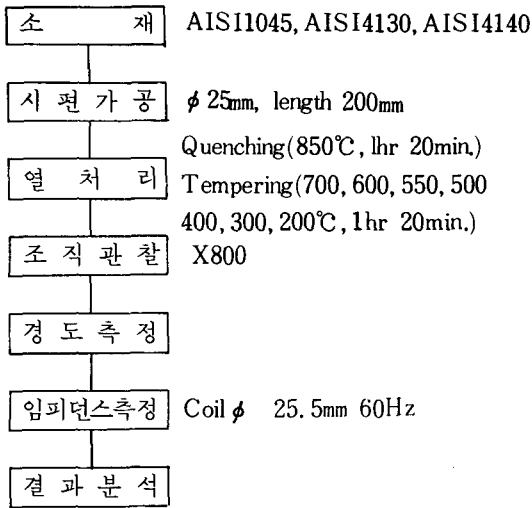 소 재 AISI1045, AISI4130, AISI4140
시 편 가 공 ϕ 25mm, length 200mm
Quenching(850℃, 1hr 20min.)
열 처 리 Tempering(700, 600, 550, 500
400, 300, 200℃, 1hr 20min.)
조 직 관 찰 X800
경 도 측 정
임피던스측정 Coil ϕ 25.5mm 60Hz
결 과 분 석